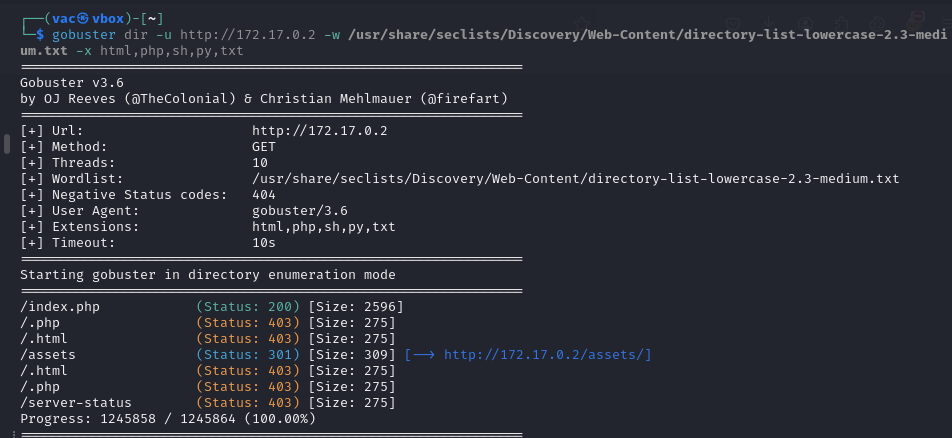 ┌──(vac㉿vbox)-[~]
└─$ gobuster dir -u http://172.17.0.2 -w /usr/share/seclists/Discovery/Web-Content/directory-list-lowercase-2.3-medi
um.txt -x html,php,sh,py,txt
===============================================================
Gobuster v3.6
by OJ Reeves (@TheColonial) & Christian Mehlmauer (@firefart)
===============================================================
[+] Url:                     http://172.17.0.2
[+] Method:                  GET
[+] Threads:                 10
[+] Wordlist:                /usr/share/seclists/Discovery/Web-Content/directory-list-lowercase-2.3-medium.txt
[+] Negative Status codes:   404
[+] User Agent:              gobuster/3.6
[+] Extensions:              html,php,sh,py,txt
[+] Timeout:                 10s
===============================================================
Starting gobuster in directory enumeration mode
===============================================================
/index.php            (Status: 200) [Size: 2596]
/.php                 (Status: 403) [Size: 275]
/.html                (Status: 403) [Size: 275]
/assets               (Status: 301) [Size: 309] [--> http://172.17.0.2/assets/]
/.html                (Status: 403) [Size: 275]
/.php                 (Status: 403) [Size: 275]
/server-status        (Status: 403) [Size: 275]
Progress: 1245858 / 1245864 (100.00%)
===============================================================